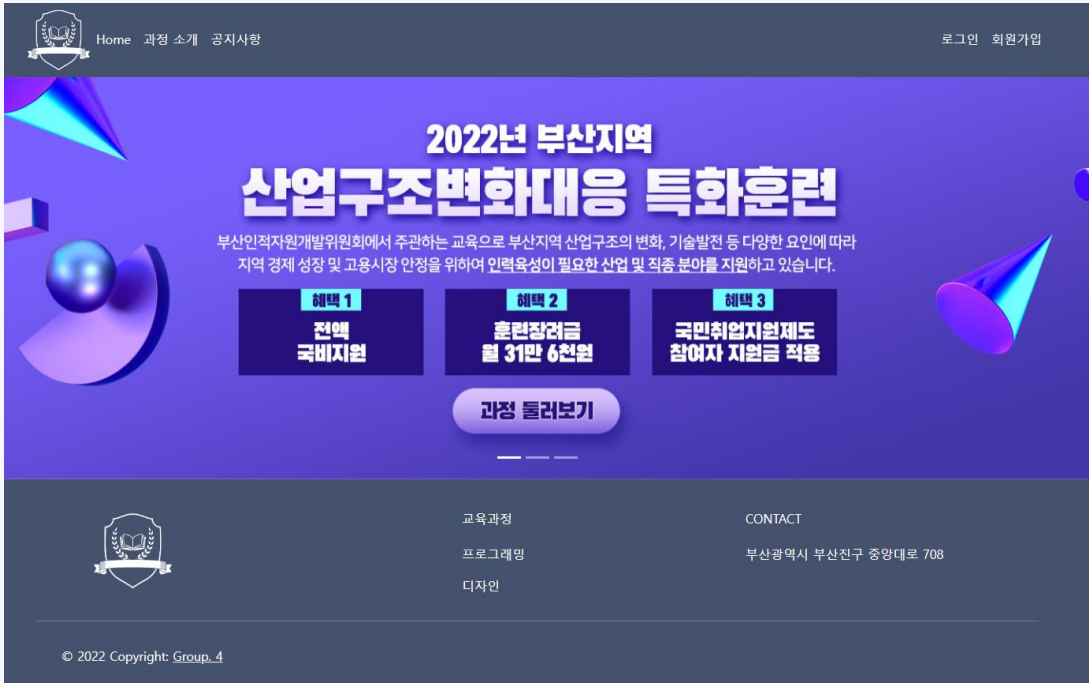 Home 과정 소개 공지사항 로그인 회원가입
2022년 부산지역
산업구조변화대응 특화훈련
부산인적자원개발위원회에서 주관하는 교육으로 부산지역 산업구조의 변화, 기술발전 등 다양한 요인에 따라
지역 경제 성장 및 고용시장 안정을 위하여 인력육성이 필요한 산업 및 직종 분야를 지원하고 있습니다.
혜택 1
전액
국비지원
혜택 2
훈련장려금
월 31만 6천원
혜택 3
국민취업지원제도
참여자 지원금 적용
과정 둘러보기
교육과정
프로그래밍
디자인
CONTACT
부산광역시 부산진구 중앙대로 708
© 2022 Copyright: Group. 4